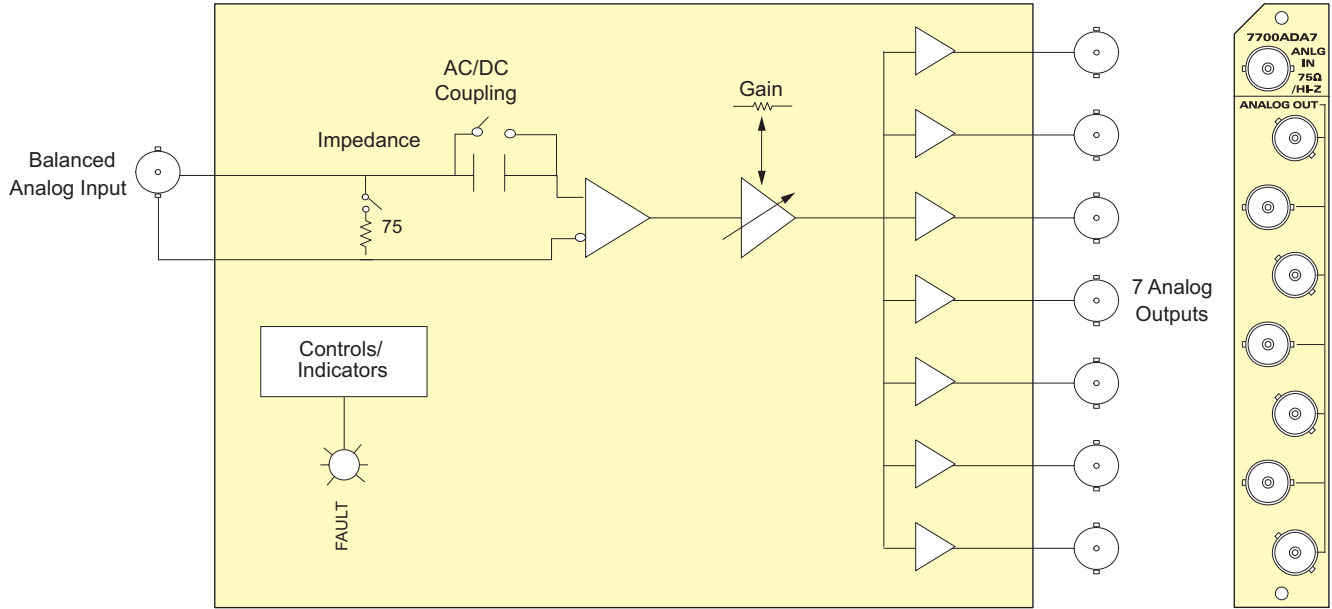 Balanced
Analog Input
Impedance
75
AC/DC
Coupling
Gain
Controls/
Indicators
FAULT
7 Analog
Outputs
7700ADA7
ANLG
IN
75Ω
/HI-Z
ANALOG OUT